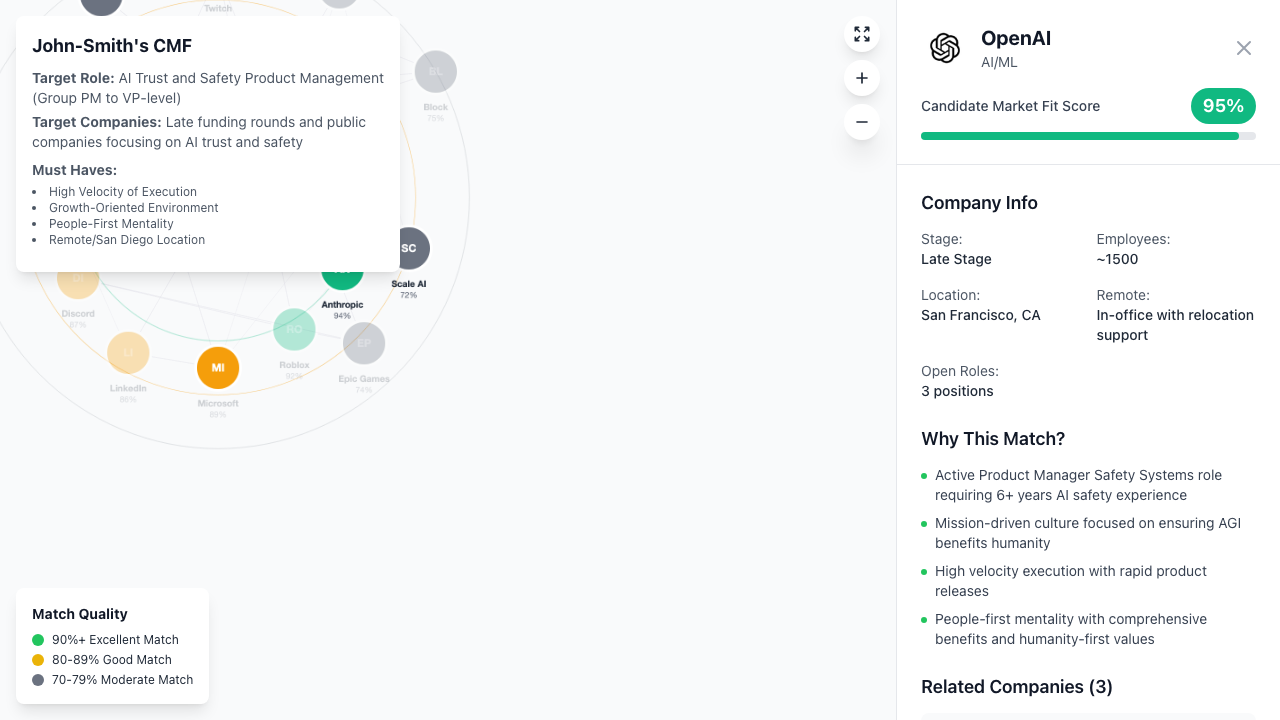 Twitch
John-Smith's CMF
Target Role: AI Trust and Safety Product Management
(Group PM to VP-level)
Target Companies: Late funding rounds and public
companies focusing on AI trust and safety
Must Haves:
High Velocity of Execution
Growth-Oriented Environment
People-First Mentality
Remote/San Diego Location
BL
Block
75%
SC
Scale AI
72%
Anthropic
94%
DI
Discord
87%
RO
Roblox
92%
EP
Epic Games
74%
LI
LinkedIn
MI
Microsoft
89%
Match Quality
90%+ Excellent Match
80-89% Good Match
70-79% Moderate Match
OpenAI
AI/ML
Candidate Market Fit Score
95%
Company Info
Stage:
Late Stage
Employees:
~1500
Location:
San Francisco, CA
Remote:
In-office with relocation
support
Open Roles:
3 positions
Why This Match?
Active Product Manager Safety Systems role
requiring 6+ years AI safety experience
Mission-driven culture focused on ensuring AGI
benefits humanity
High velocity execution with rapid product
releases
People-first mentality with comprehensive
benefits and humanity-first values
Related Companies (3)